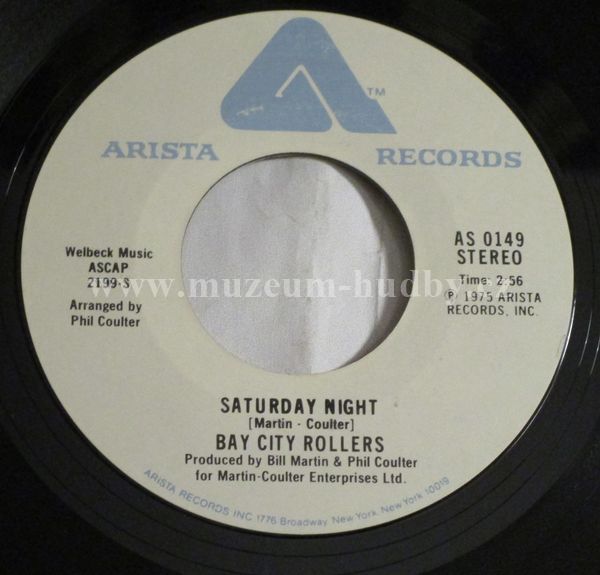 TM
ARISTA RECORDS
Welbeck Music
ASCAP
2199-S
Arranged by
Phil Coulter
AS 0149
STEREO
Time: 2:56
℗ 1975 ARISTA
RECORDS, INC.
www.muzeum-hudby.cz
SATURDAY NIGHT
[Martin - Coulter]
BAY CITY ROLLERS
Produced by Bill Martin & Phil Coulter
for Martin-Coulter Enterprises Ltd.
ARISTA RECORDS INC 1776 Broadway, New York, New York 10019